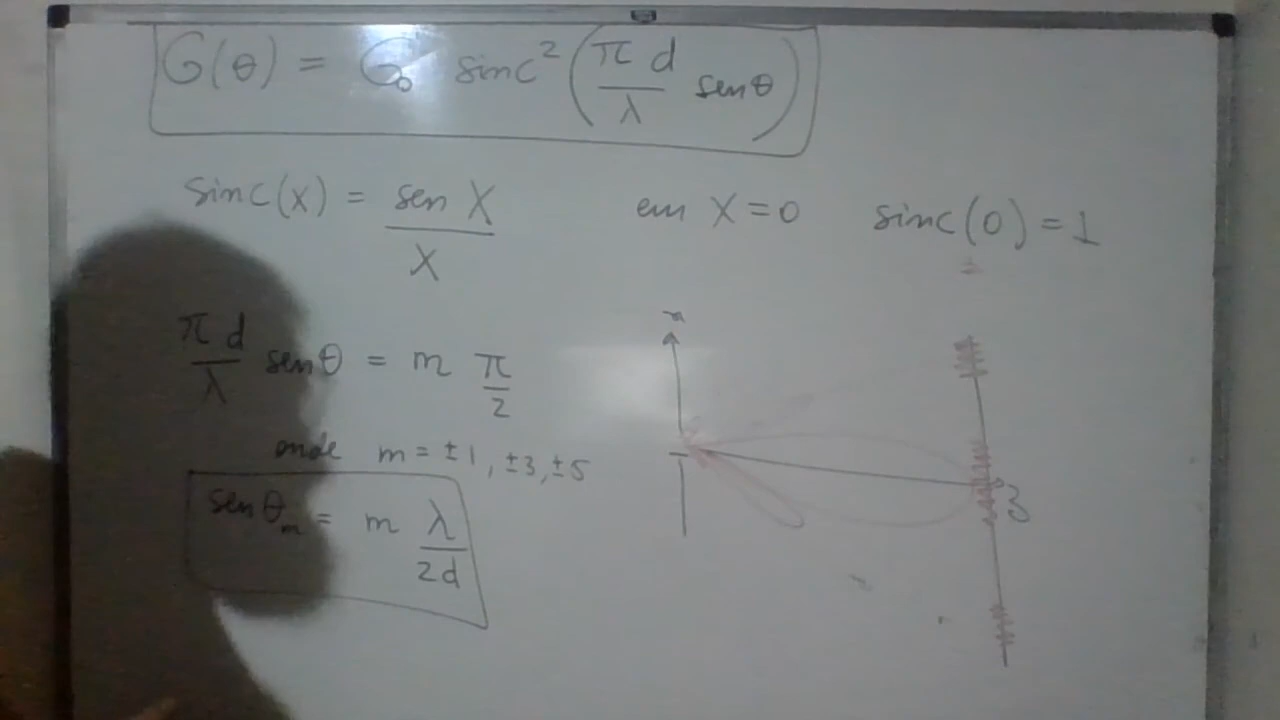 G(θ) = G₀ sinc² (πd/λ senθ)
sinc(x) = sen X / X em X = 0 sinc(0) = 1
πd/λ senθ = m π/2
onde m = ±1, ±3, ±5
senθₘ = m λ/2d